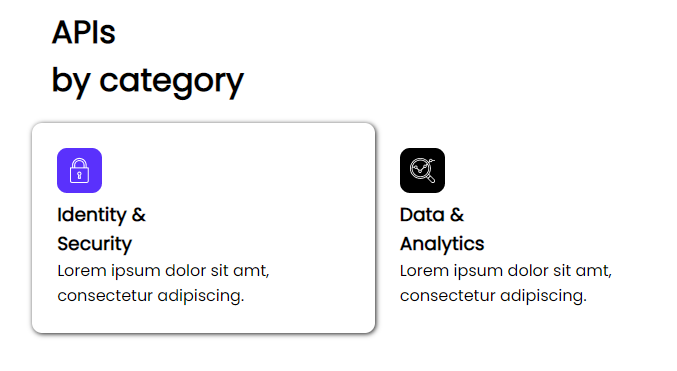 APIs
by category
Identity &
Security
Lorem ipsum dolor sit amt,
consectetur adipiscing.
Data &
Analytics
Lorem ipsum dolor sit amt,
consectetur adipiscing.